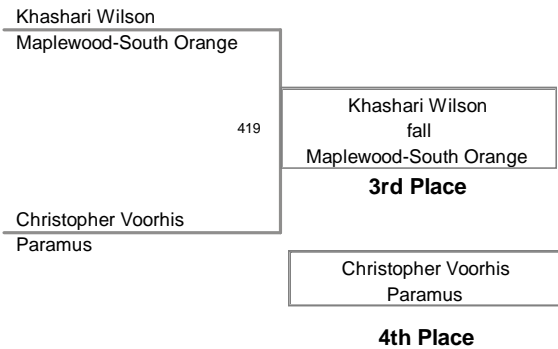 Khashari Wilson
Maplewood-South Orange
419
Khashari Wilson
fall
Maplewood-South Orange
3rd Place
Christopher Voorhis
Paramus
Christopher Voorhis
Paramus
4th Place